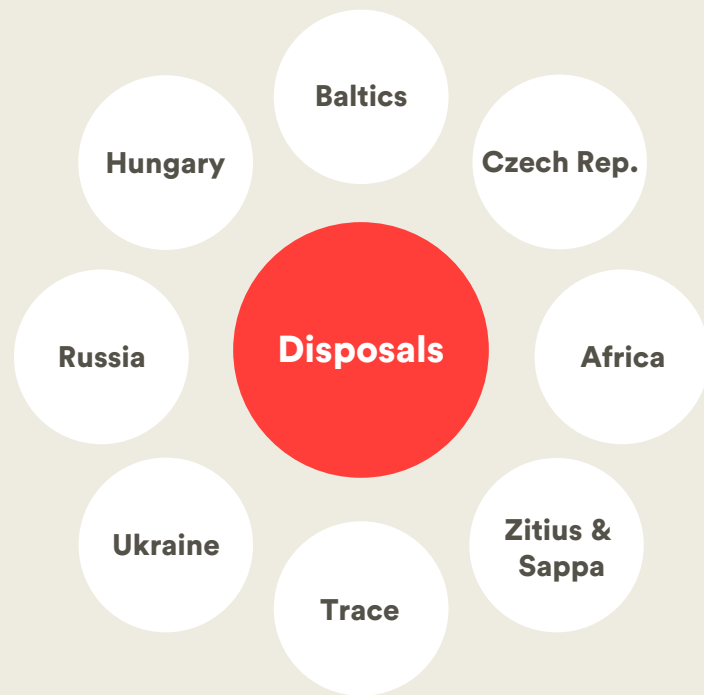 Baltics
Hungary
Czech Rep.
Disposals
Russia
Africa
Zitius &
Sappa
Ukraine
Trace